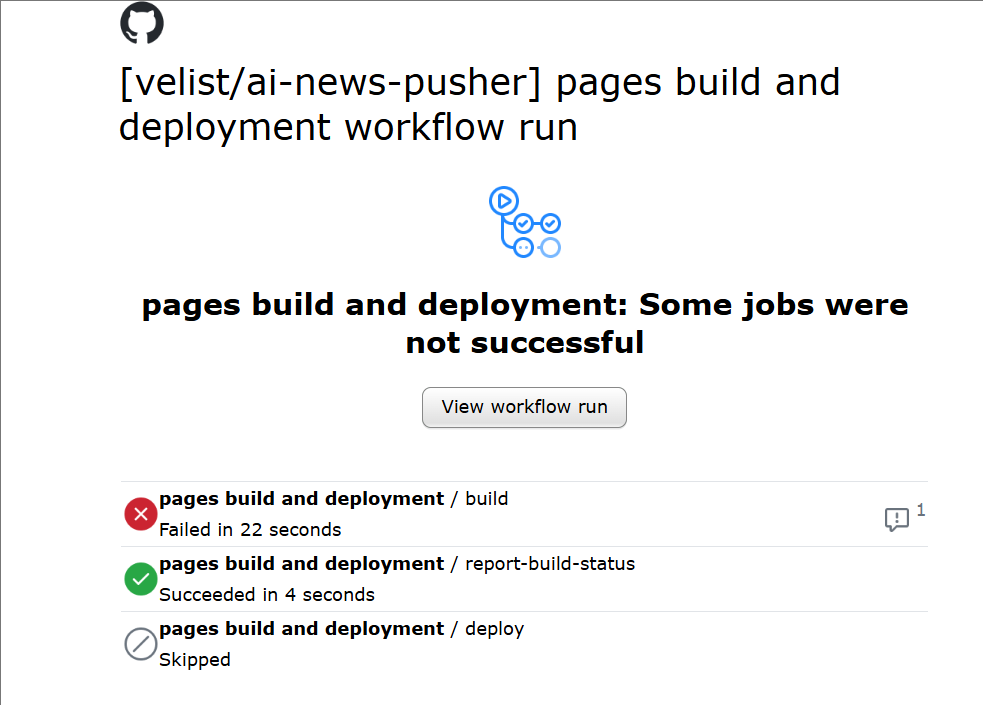 [velist/ai-news-pusher] pages build and
deployment workflow run
pages build and deployment: Some jobs were
not successful
View workflow run
pages build and deployment / build
Failed in 22 seconds
1
pages build and deployment / report-build-status
Succeeded in 4 seconds
pages build and deployment / deploy
Skipped